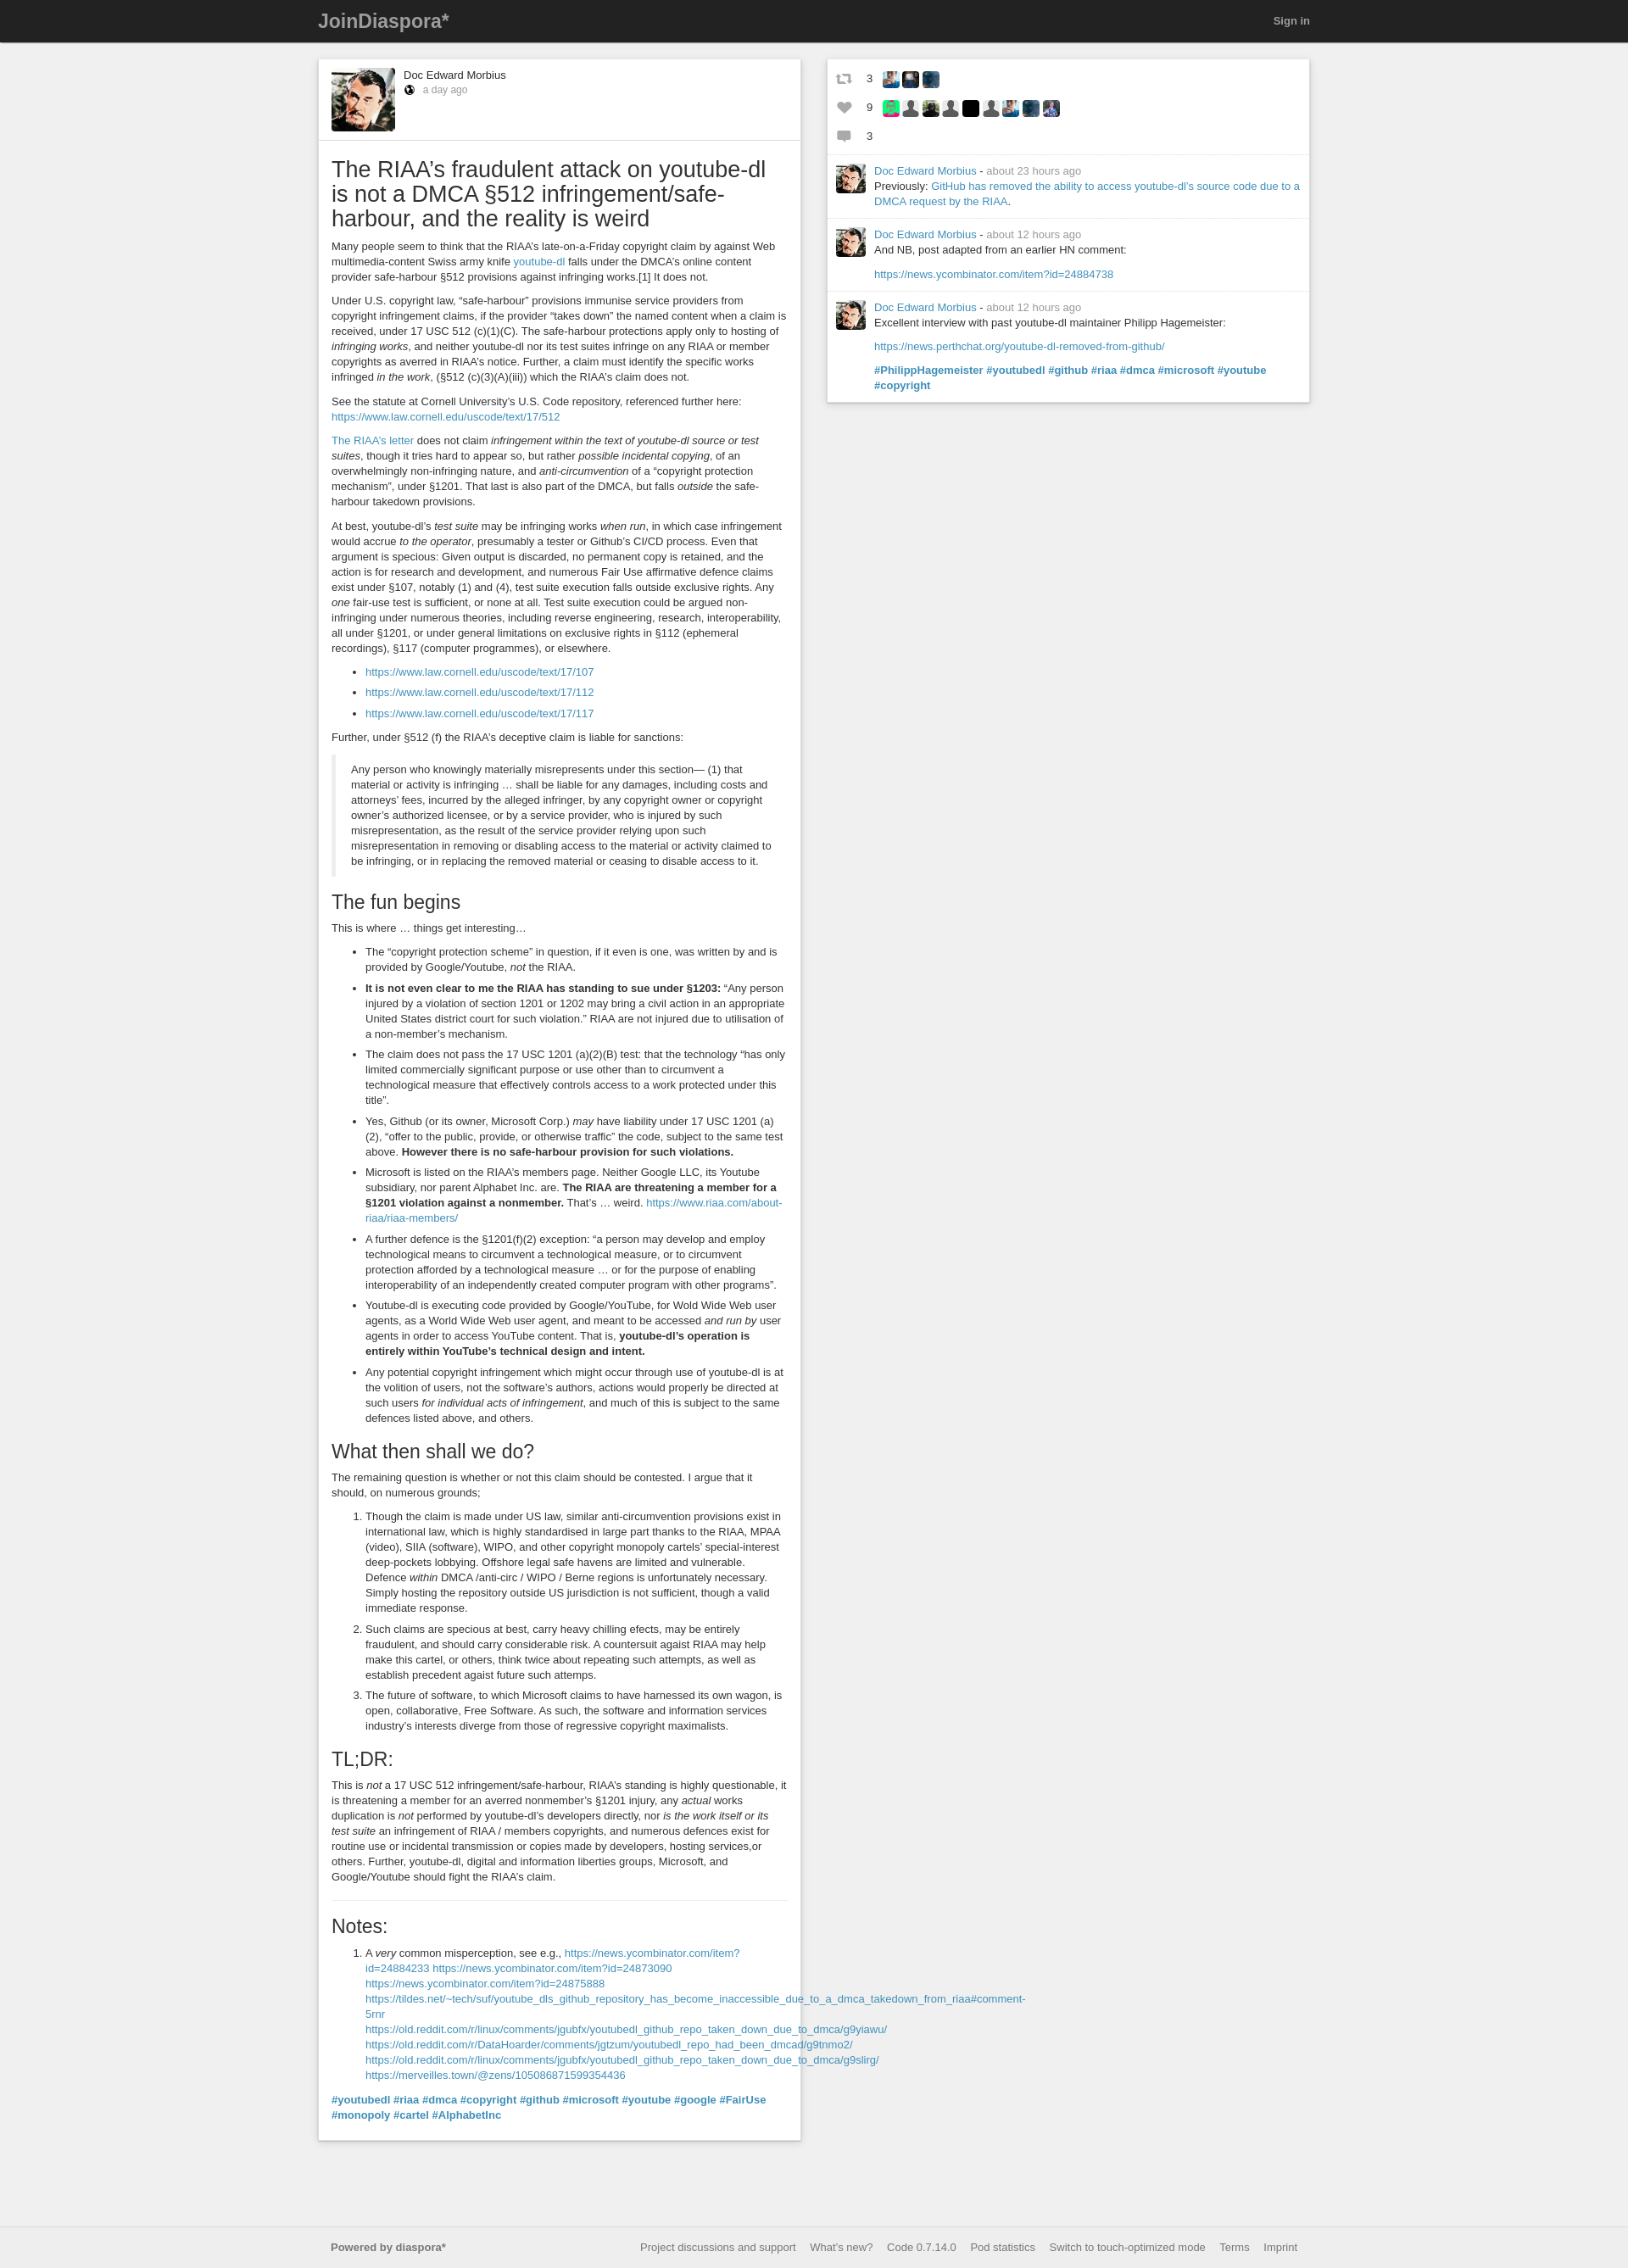 JoinDiaspora*
Sign in
Doc Edward Morbius
a day ago
The RIAA’s fraudulent attack on youtube-dl
is not a DMCA §512 infringement/safe-
harbour, and the reality is weird
Many people seem to think that the RIAA’s late-on-a-Friday copyright claim by against Web
multimedia-content Swiss army knife youtube-dl falls under the DMCA’s online content
provider safe-harbour §512 provisions against infringing works.[1] It does not.
Under U.S. copyright law, “safe-harbour” provisions immunise service providers from
copyright infringement claims, if the provider “takes down” the named content when a claim is
received, under 17 USC 512 (c)(1)(C). The safe-harbour protections apply only to hosting of
infringing works, and neither youtube-dl nor its test suites infringe on any RIAA or member
copyrights as averred in RIAA’s notice. Further, a claim must identify the specific works
infringed in the work, (§512 (c)(3)(A)(iii)) which the RIAA’s claim does not.
See the statute at Cornell University’s U.S. Code repository, referenced further here:
https://www.law.cornell.edu/uscode/text/17/512
The RIAA’s letter does not claim infringement within the text of youtube-dl source or test
suites, though it tries hard to appear so, but rather possible incidental copying, of an
overwhelmingly non-infringing nature, and anti-circumvention of a “copyright protection
mechanism”, under §1201. That last is also part of the DMCA, but falls outside the safe-
harbour takedown provisions.
At best, youtube-dl’s test suite may be infringing works when run, in which case infringement
would accrue to the operator, presumably a tester or Github’s CI/CD process. Even that
argument is specious: Given output is discarded, no permanent copy is retained, and the
action is for research and development, and numerous Fair Use affirmative defence claims
exist under §107, notably (1) and (4), test suite execution falls outside exclusive rights. Any
one fair-use test is sufficient, or none at all. Test suite execution could be argued non-
infringing under numerous theories, including reverse engineering, research, interoperability,
all under §1201, or under general limitations on exclusive rights in §112 (ephemeral
recordings), §117 (computer programmes), or elsewhere.
• https://www.law.cornell.edu/uscode/text/17/107
• https://www.law.cornell.edu/uscode/text/17/112
• https://www.law.cornell.edu/uscode/text/17/117
Further, under §512 (f) the RIAA’s deceptive claim is liable for sanctions:
Any person who knowingly materially misrepresents under this section— (1) that
material or activity is infringing … shall be liable for any damages, including costs and
attorneys’ fees, incurred by the alleged infringer, by any copyright owner or copyright
owner’s authorized licensee, or by a service provider, who is injured by such
misrepresentation, as the result of the service provider relying upon such
misrepresentation in removing or disabling access to the material or activity claimed to
be infringing, or in replacing the removed material or ceasing to disable access to it.
The fun begins
This is where … things get interesting…
• The “copyright protection scheme” in question, if it even is one, was written by and is
provided by Google/Youtube, not the RIAA.
• It is not even clear to me the RIAA has standing to sue under §1203: “Any person
injured by a violation of section 1201 or 1202 may bring a civil action in an appropriate
United States district court for such violation.” RIAA are not injured due to utilisation of
a non-member’s mechanism.
• The claim does not pass the 17 USC 1201 (a)(2)(B) test: that the technology “has only
limited commercially significant purpose or use other than to circumvent a
technological measure that effectively controls access to a work protected under this
title”.
• Yes, Github (or its owner, Microsoft Corp.) may have liability under 17 USC 1201 (a)
(2), “offer to the public, provide, or otherwise traffic” the code, subject to the same test
above. However there is no safe-harbour provision for such violations.
• Microsoft is listed on the RIAA’s members page. Neither Google LLC, its Youtube
subsidiary, nor parent Alphabet Inc. are. The RIAA are threatening a member for a
§1201 violation against a nonmember. That’s … weird. https://www.riaa.com/about-
riaa/riaa-members/
• A further defence is the §1201(f)(2) exception: “a person may develop and employ
technological means to circumvent a technological measure, or to circumvent
protection afforded by a technological measure … or for the purpose of enabling
interoperability of an independently created computer program with other programs”.
• Youtube-dl is executing code provided by Google/YouTube, for Wold Wide Web user
agents, as a World Wide Web user agent, and meant to be accessed and run by user
agents in order to access YouTube content. That is, youtube-dl’s operation is
entirely within YouTube’s technical design and intent.
• Any potential copyright infringement which might occur through use of youtube-dl is at
the volition of users, not the software’s authors, actions would properly be directed at
such users for individual acts of infringement, and much of this is subject to the same
defences listed above, and others.
What then shall we do?
The remaining question is whether or not this claim should be contested. I argue that it
should, on numerous grounds;
1. Though the claim is made under US law, similar anti-circumvention provisions exist in
international law, which is highly standardised in large part thanks to the RIAA, MPAA
(video), SIIA (software), WIPO, and other copyright monopoly cartels’ special-interest
deep-pockets lobbying. Offshore legal safe havens are limited and vulnerable.
Defence within DMCA /anti-circ / WIPO / Berne regions is unfortunately necessary.
Simply hosting the repository outside US jurisdiction is not sufficient, though a valid
immediate response.
2. Such claims are specious at best, carry heavy chilling efects, may be entirely
fraudulent, and should carry considerable risk. A countersuit agaist RIAA may help
make this cartel, or others, think twice about repeating such attempts, as well as
establish precedent agaist future such attemps.
3. The future of software, to which Microsoft claims to have harnessed its own wagon, is
open, collaborative, Free Software. As such, the software and information services
industry’s interests diverge from those of regressive copyright maximalists.
TL;DR:
This is not a 17 USC 512 infringement/safe-harbour, RIAA’s standing is highly questionable, it
is threatening a member for an averred nonmember’s §1201 injury, any actual works
duplication is not performed by youtube-dl’s developers directly, nor is the work itself or its
test suite an infringement of RIAA / members copyrights, and numerous defences exist for
routine use or incidental transmission or copies made by developers, hosting services,or
others. Further, youtube-dl, digital and information liberties groups, Microsoft, and
Google/Youtube should fight the RIAA’s claim.
Notes:
1. A very common misperception, see e.g., https://news.ycombinator.com/item?
id=24884233 https://news.ycombinator.com/item?id=24873090
https://news.ycombinator.com/item?id=24875888
https://tildes.net/~tech/suf/youtube_dls_github_repository_has_become_inaccessible_due_to_a_dmca_takedown_from_riaa#comment-
5rnr
https://old.reddit.com/r/linux/comments/jgubfx/youtubedl_github_repo_taken_down_due_to_dmca/g9yiawu/
https://old.reddit.com/r/DataHoarder/comments/jgtzum/youtubedl_repo_had_been_dmcad/g9tnmo2/
https://old.reddit.com/r/linux/comments/jgubfx/youtubedl_github_repo_taken_down_due_to_dmca/g9slirg/
https://merveilles.town/@zens/105086871599354436
#youtubedl #riaa #dmca #copyright #github #microsoft #youtube #google #FairUse
#monopoly #cartel #AlphabetInc
3
9
3
Doc Edward Morbius - about 23 hours ago
Previously: GitHub has removed the ability to access youtube-dl’s source code due to a
DMCA request by the RIAA.
Doc Edward Morbius - about 12 hours ago
And NB, post adapted from an earlier HN comment:
https://news.ycombinator.com/item?id=24884738
Doc Edward Morbius - about 12 hours ago
Excellent interview with past youtube-dl maintainer Philipp Hagemeister:
https://news.perthchat.org/youtube-dl-removed-from-github/
#PhilippHagemeister #youtubedl #github #riaa #dmca #microsoft #youtube
#copyright
Powered by diaspora*
Project discussions and support
What’s new?
Code 0.7.14.0
Pod statistics
Switch to touch-optimized mode
Terms
Imprint